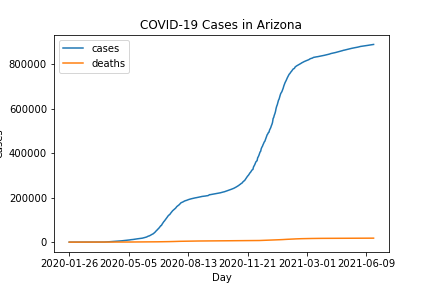 COVID-19 Cases in Arizona
cases
deaths
800000
600000
400000
200000
0
2020-01-26 2020-05-05 2020-08-13 2020-11-21 2021-03-01 2021-06-09
Day